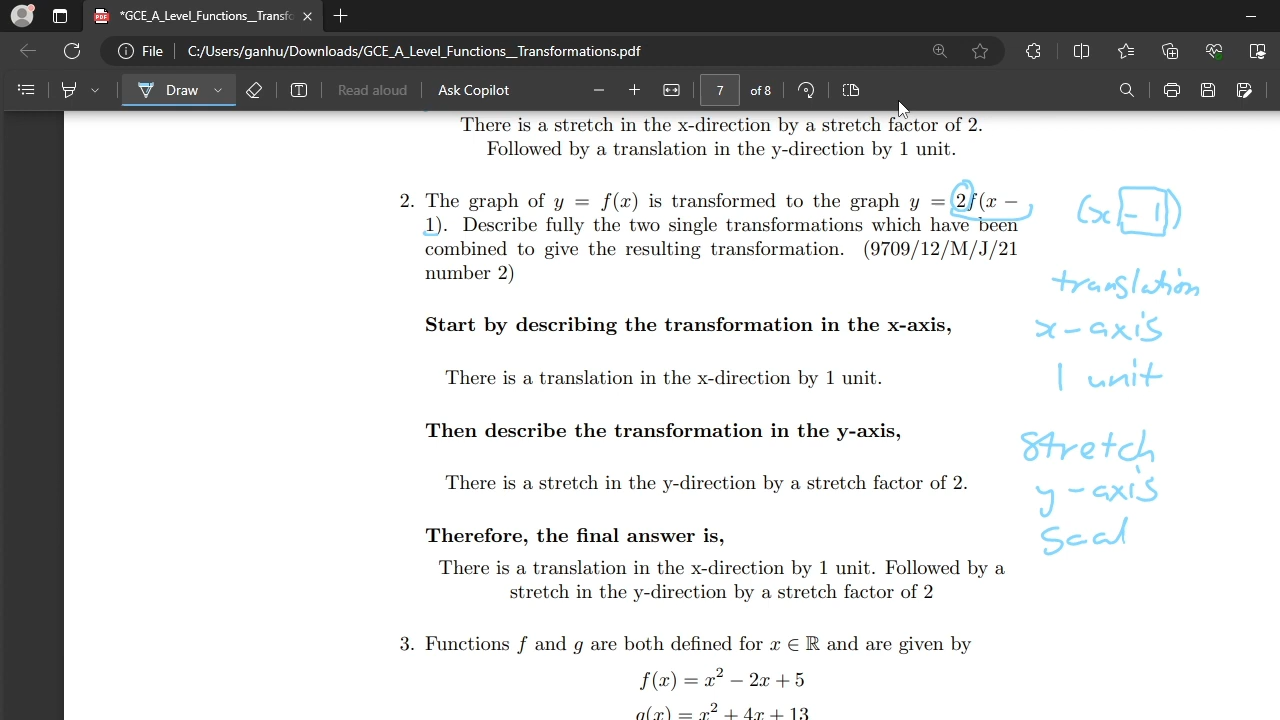 *GCE_A_Level_Functions__Transfo
File
C:/Users/ganhu/Downloads/GCE_A_Level_Functions__Transformations.pdf
Draw
Read aloud
Ask Copilot
7
of 8
There is a stretch in the x-direction by a stretch factor of 2.
Followed by a translation in the y-direction by 1 unit.
2. The graph of y = f(x) is transformed to the graph y = 2f(x −
1). Describe fully the two single transformations which have been
combined to give the resulting transformation. (9709/12/M/J/21
number 2)
(x - 1)
translation
x-axis
1 unit
Start by describing the transformation in the x-axis,
There is a translation in the x-direction by 1 unit.
Then describe the transformation in the y-axis,
Stretch
y-axis
There is a stretch in the y-direction by a stretch factor of 2.
Therefore, the final answer is,
Scal
There is a translation in the x-direction by 1 unit. Followed by a
stretch in the y-direction by a stretch factor of 2
3. Functions f and g are both defined for x ∈ ℝ and are given by
f(x) = x² − 2x + 5
g(x) = x² + 4x + 13